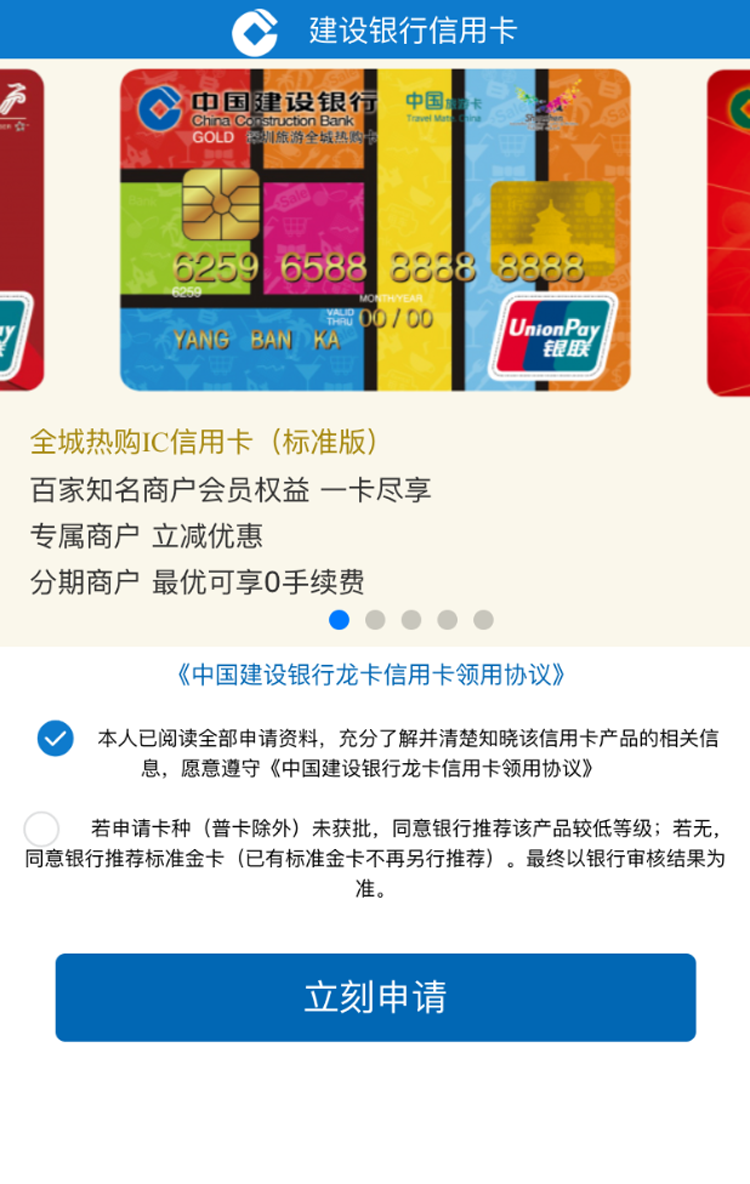 建设银行信用卡
中国建设银行
China Construction Bank
GOLD 深圳旅游全城热购卡
中国旅游卡
Travel Mate China
Shenzhen
Sale
6259 6588 8888 8888
6259
MONTH/YEAR
VALID THRU 00/00
YANG BAN KA
UnionPay
银联
全城热购IC信用卡（标准版）
百家知名商户会员权益 一卡尽享
专属商户 立减优惠
分期商户 最优可享0手续费
《中国建设银行龙卡信用卡领用协议》
本人已阅读全部申请资料，充分了解并清楚知晓该信用卡产品的相关信
息，愿意遵守《中国建设银行龙卡信用卡领用协议》
若申请卡种（普卡除外）未获批，同意银行推荐该产品较低等级；若无，
同意银行推荐标准金卡（已有标准金卡不再另行推荐）。最终以银行审核结果为
准。
立刻申请